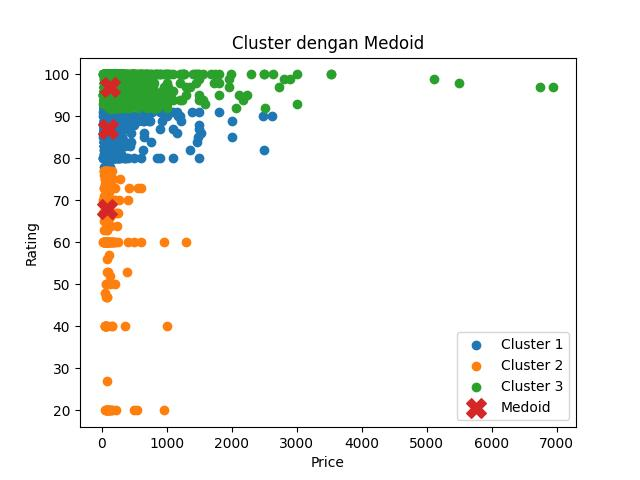 Cluster dengan Medoid
Rating
100
90
80
70
60
50
40
30
20
Cluster 1
Cluster 2
Cluster 3
Medoid
0 1000 2000 3000 4000 5000 6000 7000
Price